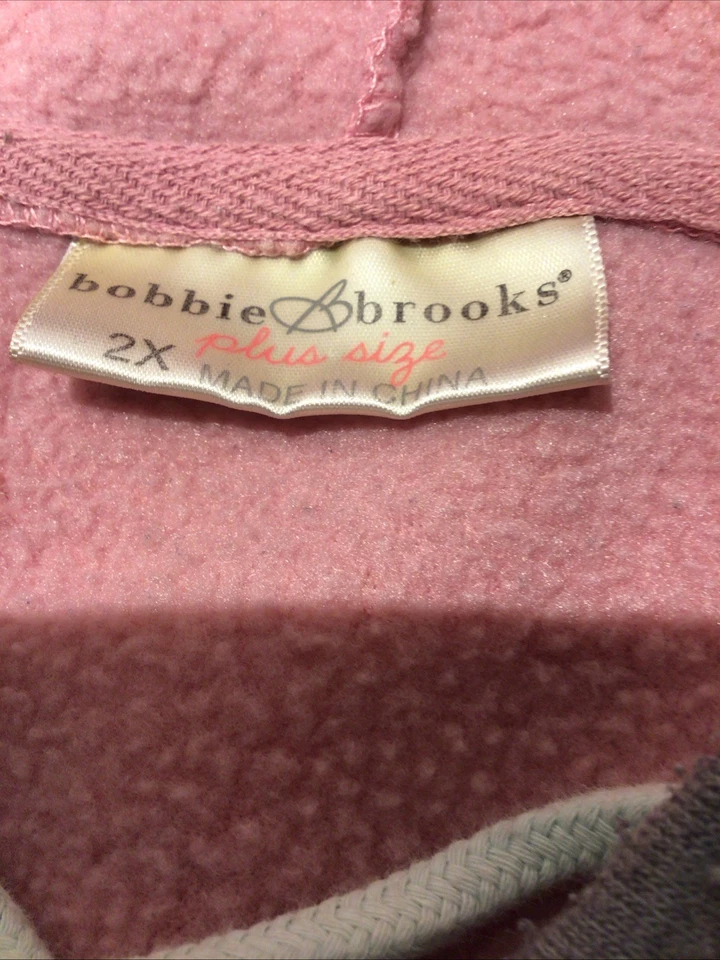 bobbie B brooks®
2X plus size
MADE IN CHINA